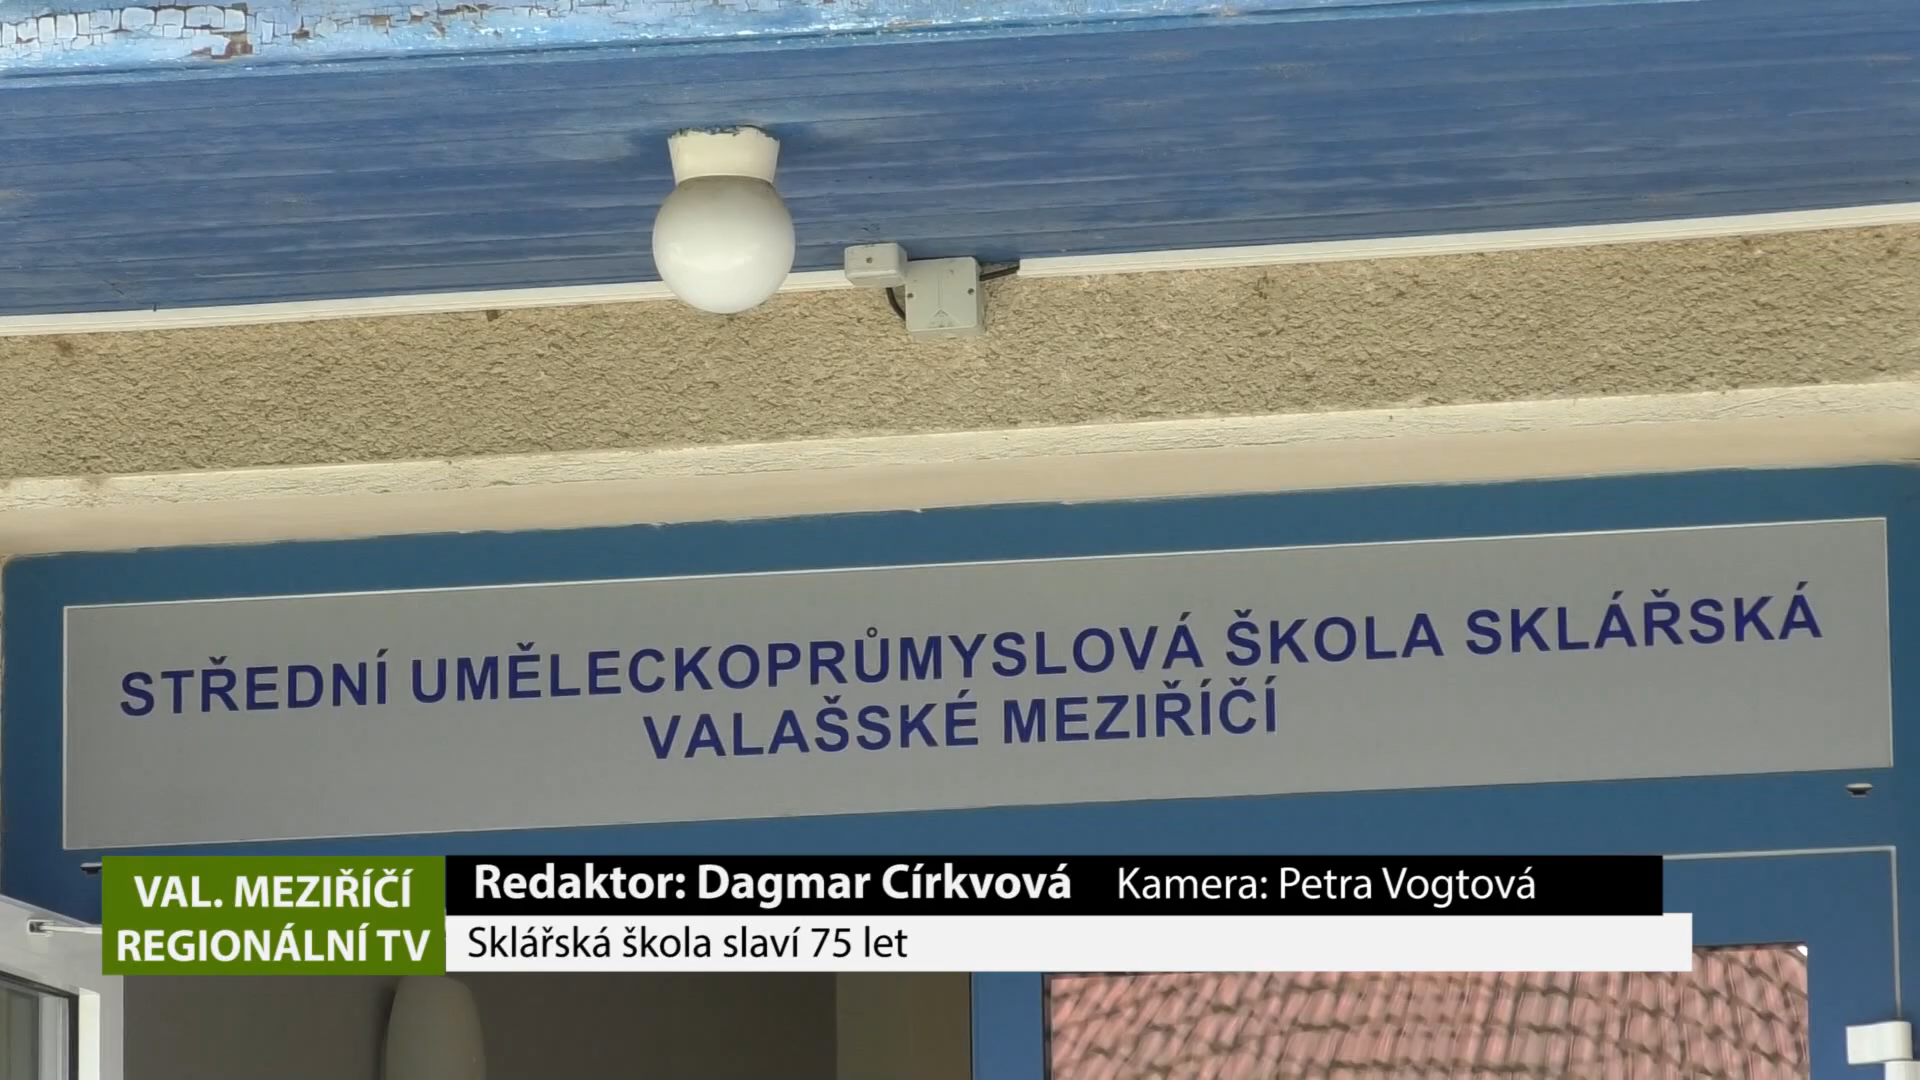 STŘEDNÍ UMĚLECKOPRŮMYSLOVÁ ŠKOLA SKLÁŘSKÁ
VALAŠSKÉ MEZIŘÍČÍ
VAL. MEZIŘÍČÍ
REGIONÁLNÍ TV
Redaktor: Dagmar Církvová Kamera: Petra Vogtová
Sklářská škola slaví 75 let